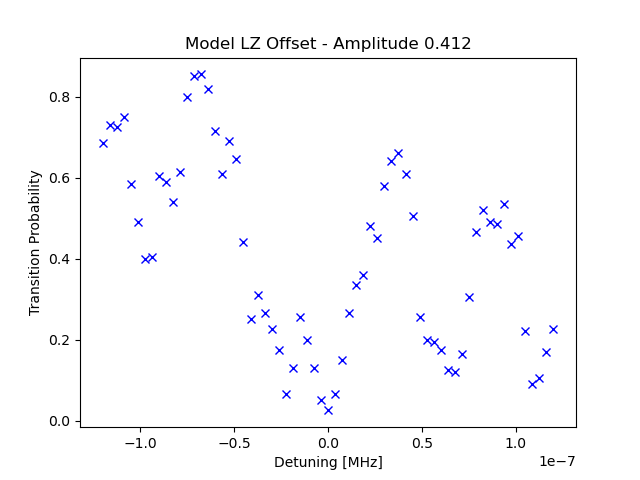 Model LZ Offset - Amplitude 0.412
Transition Probability
0.8
0.6
0.4
0.2
0.0
−1.0 −0.5 0.0 0.5 1.0
1e−7
Detuning [MHz]